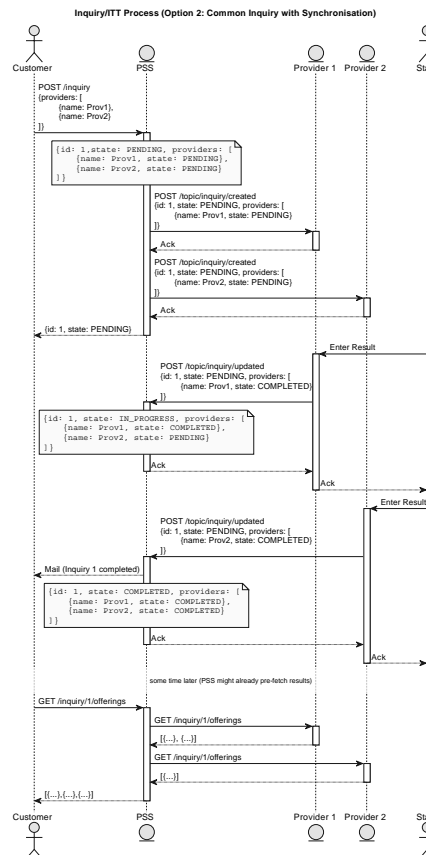 Inquiry/ITT Process (Option 2: Common Inquiry with Synchronisation)
Customer
PSS
Provider 1
Provider 2
POST /inquiry
{providers: [
{name: Prov1},
{name: Prov2}
]}
{id: 1,state: PENDING, providers: [
{name: Prov1, state: PENDING},
{name: Prov2, state: PENDING}
]}
POST /topic/inquiry/created
{id: 1, state: PENDING, providers: [
{name: Prov1, state: PENDING}
]}
Ack
POST /topic/inquiry/created
{id: 1, state: PENDING, providers: [
{name: Prov2, state: PENDING}
]}
Ack
{id: 1, state: PENDING}
Enter Result
POST /topic/inquiry/updated
{id: 1, state: PENDING, providers: [
{name: Prov1, state: COMPLETED}
]}
{id: 1, state: IN_PROGRESS, providers: [
{name: Prov1, state: COMPLETED},
{name: Prov2, state: PENDING}
]}
Ack
Ack
Enter Result
POST /topic/inquiry/updated
{id: 1, state: PENDING, providers: [
{name: Prov2, state: COMPLETED}
]}
Mail (Inquiry 1 completed)
{id: 1, state: COMPLETED, providers: [
{name: Prov1, state: COMPLETED},
{name: Prov2, state: COMPLETED}
]}
Ack
Ack
some time later (PSS might already pre-fetch results)
GET /inquiry/1/offerings
GET /inquiry/1/offerings
[{...}, {...}]
GET /inquiry/1/offerings
[{...}]
[{...},{...},{...}]
Customer
PSS
Provider 1
Provider 2